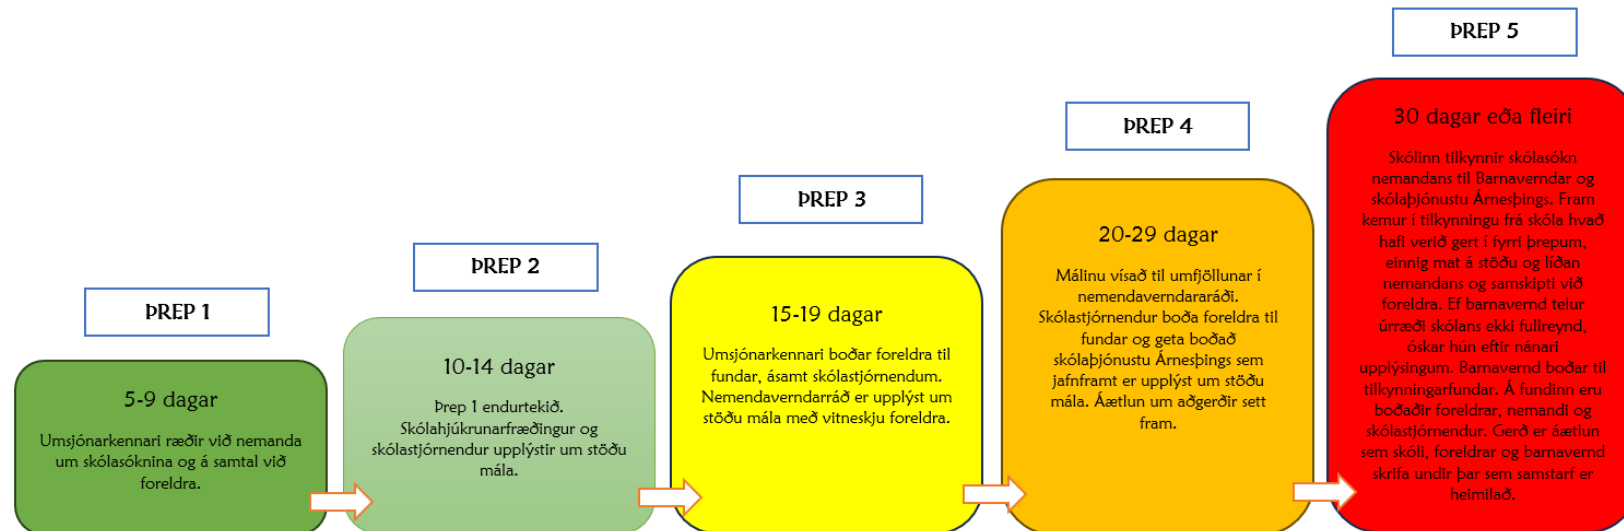 ÞREP 1
5-9 dagar
Umsjónarkennari ræðir við nemanda
um skólasóknina og á samtal við
foreldra.
ÞREP 2
10-14 dagar
Þrep 1 endurtekið.
Skólahjúkrunarfræðingur og
skólastjórnendur upplýstir um stöðu
mála.
ÞREP 3
15-19 dagar
Umsjónarkennari boðar foreldra til
fundar, ásamt skólastjórnendum.
Nemendaverndarráð er upplýst um
stöðu mála með vitneskju foreldra.
ÞREP 4
20-29 dagar
Málinu vísað til umfjöllunar í
nemendaverndararáði.
Skólastjórnendur boða foreldra til
fundar og geta boðað
skólaþjónustu Árnesþings sem
jafnframt er upplýst um stöðu
mála. Áætlun um aðgerðir sett
fram.
ÞREP 5
30 dagar eða fleiri
Skólinn tilkynnir skólasókn
nemandans til Barnaverndar og
skólaþjónustu Árnesþings. Fram
kemur í tilkynningu frá skóla hvað
hafi verið gert í fyrri þrepum,
einnig mat á stöðu og líðan
nemandans og samskipti við
foreldra. Ef barnavernd telur
úrræði skólans ekki fullreynd,
óskar hún eftir nánari
upplýsingum. Barnavernd boðar til
tilkynningarfundar. Á fundinn eru
boðaðir foreldrar, nemandi og
skólastjórnendur. Gerð er áætlun
sem skóli, foreldrar og barnavernd
skrifa undir þar sem samstarf er
heimilað.